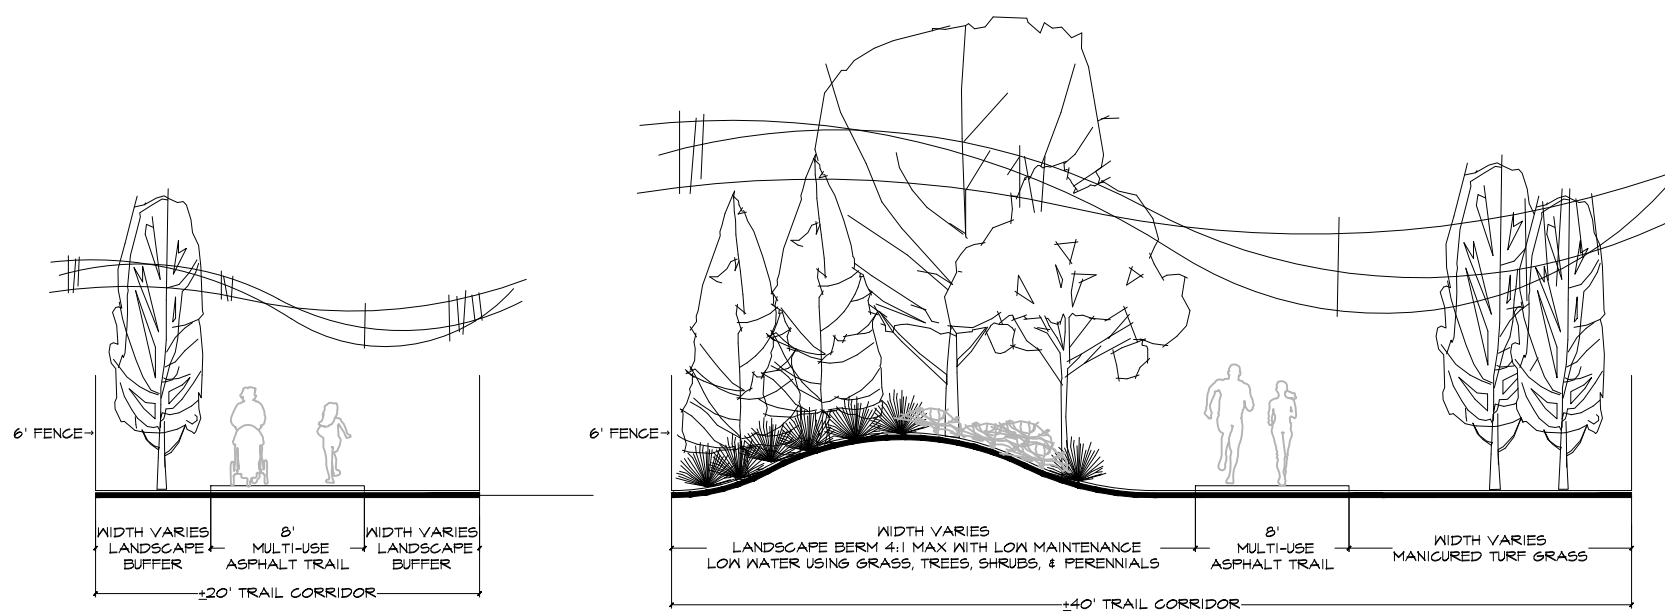 6' FENCE
WIDTH VARIES
LANDSCAPE
BUFFER
8'
MULTI-USE
ASPHALT TRAIL
WIDTH VARIES
LANDSCAPE
BUFFER
±20' TRAIL CORRIDOR
6' FENCE
WIDTH VARIES
LANDSCAPE BERM 4:1 MAX WITH LOW MAINTENANCE
LOW WATER USING GRASS, TREES, SHRUBS, & PERENNIALS
8'
MULTI-USE
ASPHALT TRAIL
WIDTH VARIES
MANICURED TURF GRASS
±40' TRAIL CORRIDOR